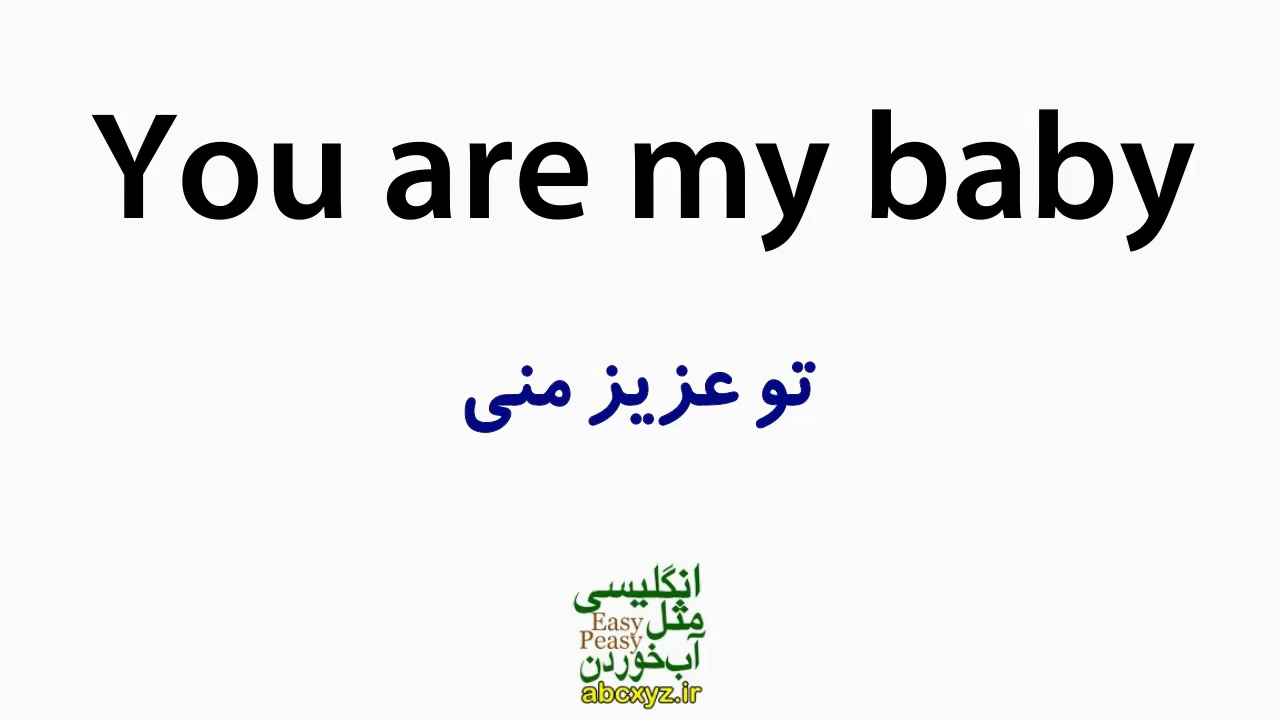 You are my baby
تو عزیز منی
انگلیسی
مثل
Easy
Peasy
آب‌خوردن
abcxyz.ir